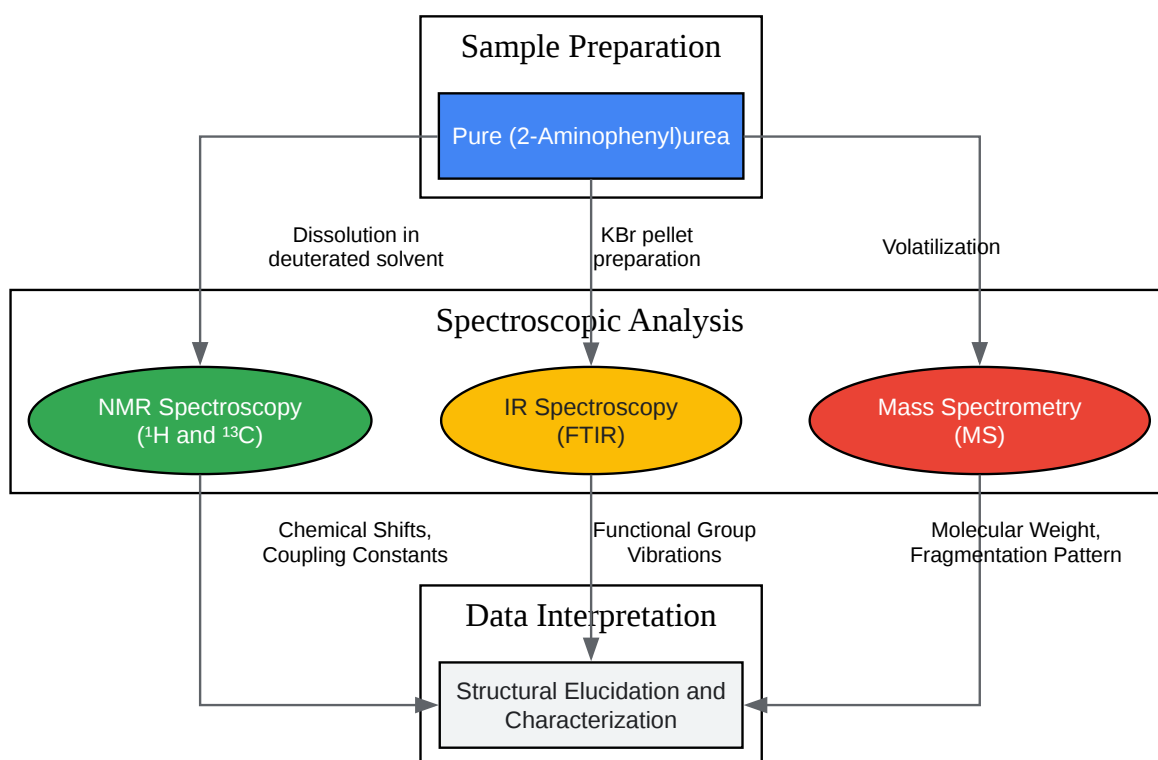 Sample Preparation
Pure (2-Aminophenyl)urea
Dissolution in
deuterated solvent
KBr pellet
preparation
Volatilization
Spectroscopic Analysis
NMR Spectroscopy
(¹H and ¹³C)
IR Spectroscopy
(FTIR)
Mass Spectrometry
(MS)
Chemical Shifts,
Coupling Constants
Functional Group
Vibrations
Molecular Weight,
Fragmentation Pattern
Data Interpretation
Structural Elucidation and
Characterization